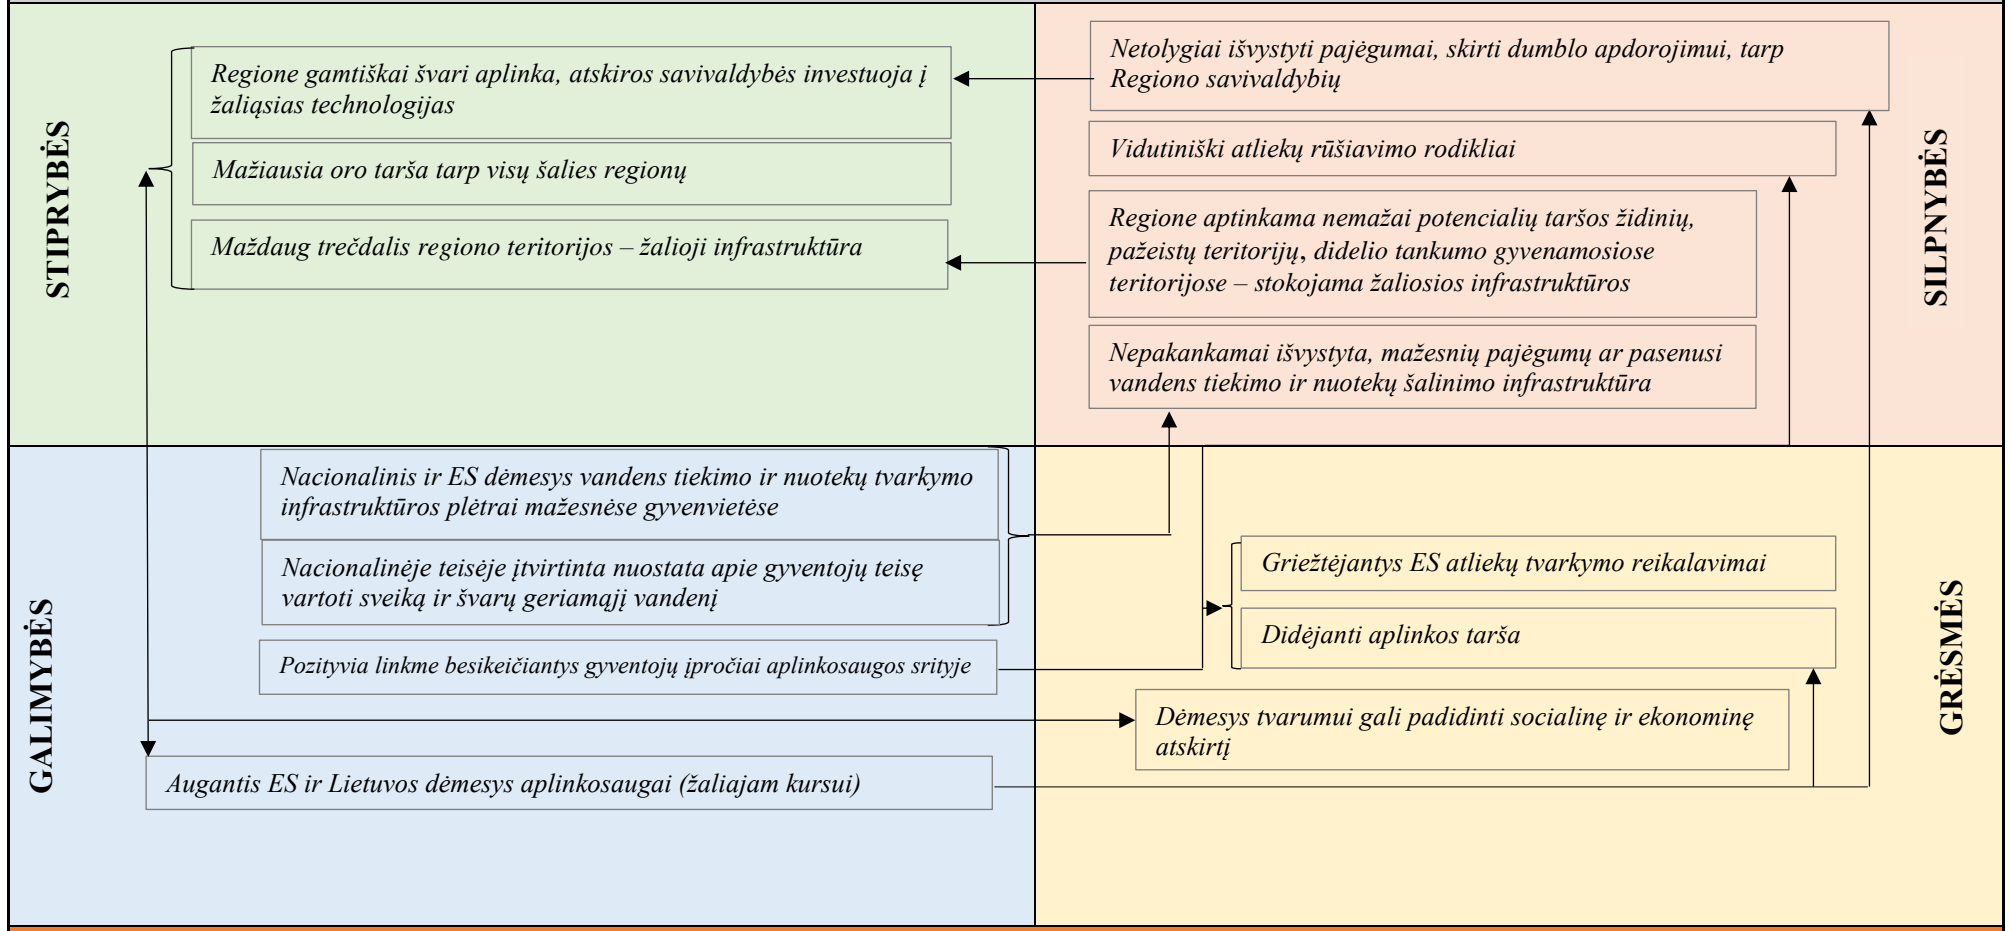 STIPRYBĖS
Regione gamtiškai švari aplinka, atskiros savivaldybės investuoja į
žaliąsias technologijas
Mažiausia oro tarša tarp visų šalies regionų
Maždaug trečdalis regiono teritorijos – žalioji infrastruktūra
SILPNYBĖS
Netolygiai išvystyti pajėgumai, skirti dumblo apdorojimui, tarp
Regiono savivaldybių
Vidutiniški atliekų rūšiavimo rodikliai
Regione aptinkama nemažai potencialių taršos židinių,
pažeistų teritorijų, didelio tankumo gyvenamosiose
teritorijose – stokojama žaliosios infrastruktūros
Nepakankamai išvystyta, mažesnių pajėgumų ar pasenusi
vandens tiekimo ir nuotekų šalinimo infrastruktūra
GALIMYBĖS
Nacionalinis ir ES dėmesys vandens tiekimo ir nuotekų tvarkymo
infrastruktūros plėtrai mažesnėse gyvenvietėse
Nacionalinėje teisėje įtvirtinta nuostata apie gyventojų teisę
vartoti sveiką ir švarų geriamąjį vandenį
Pozityvia linkme besikeičiantys gyventojų įpročiai aplinkosaugos srityje
Augantis ES ir Lietuvos dėmesys aplinkosaugai (žaliajam kursui)
GRĖSMĖS
Griežtėjantys ES atliekų tvarkymo reikalavimai
Didėjanti aplinkos tarša
Dėmesys tvarumui gali padidinti socialinę ir ekonominę
atskirtį